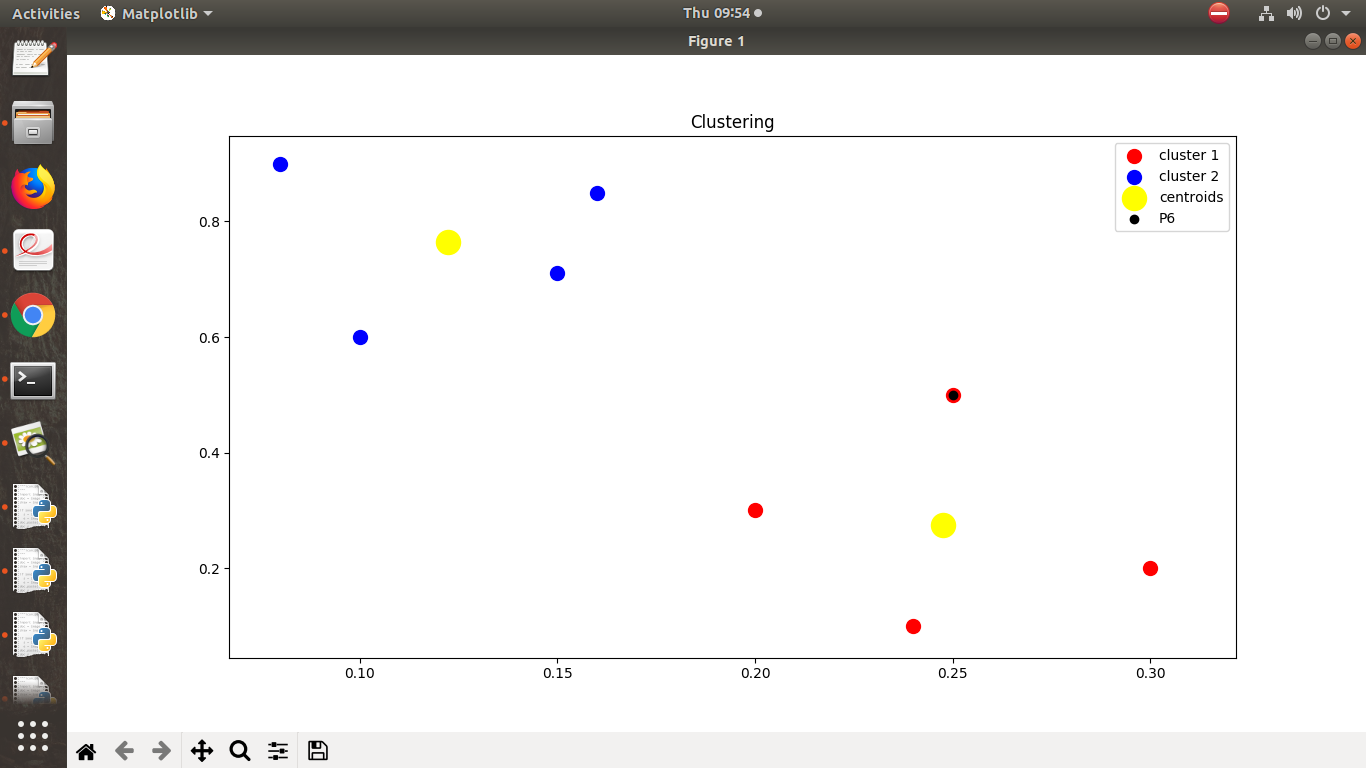 Activities Matplotlib Thu 09:54
Figure 1
Clustering
cluster 1
cluster 2
centroids
P6
0.8
0.6
0.4
0.2
0.10 0.15 0.20 0.25 0.30